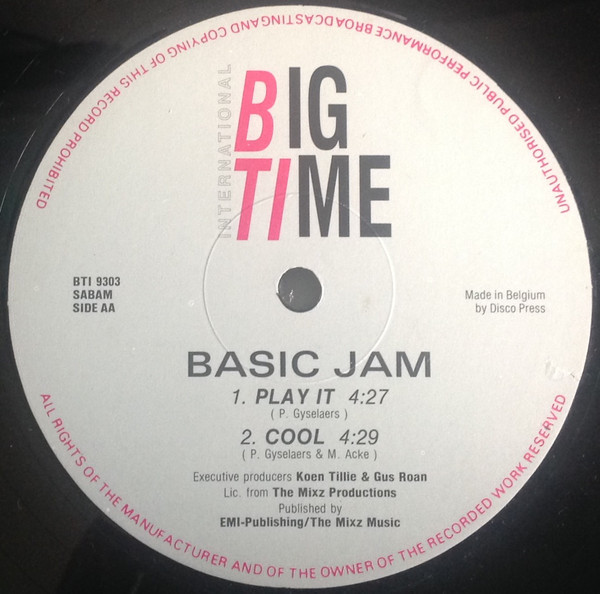 UNAUTHORISED PUBLIC PERFORMANCE BROADCASTINGAND COPYING OF THIS RECORD PROHIBITED
INTERNATIONAL
BIG
TIME
BTI 9303
SABAM
SIDE AA
Made in Belgium
by Disco Press
BASIC JAM
1. PLAY IT 4:27
( P. Gyselaers )
2. COOL 4:29
( P. Gyselaers & M. Acke )
Executive producers Koen Tillie & Gus Roan
Lic. from The Mixz Productions
Published by
EMI-Publishing/The Mixz Music
ALL RIGHTS OF THE MANUFACTURER AND OF THE OWNER OF THE RECORDED WORK RESERVED